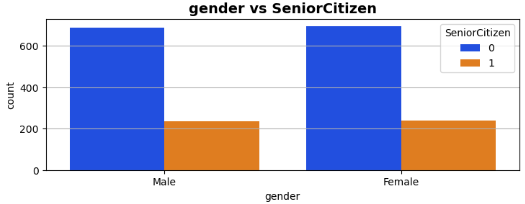 gender vs SeniorCitizen
SeniorCitizen
0
1
600
400
200
0
count
Male
Female
gender